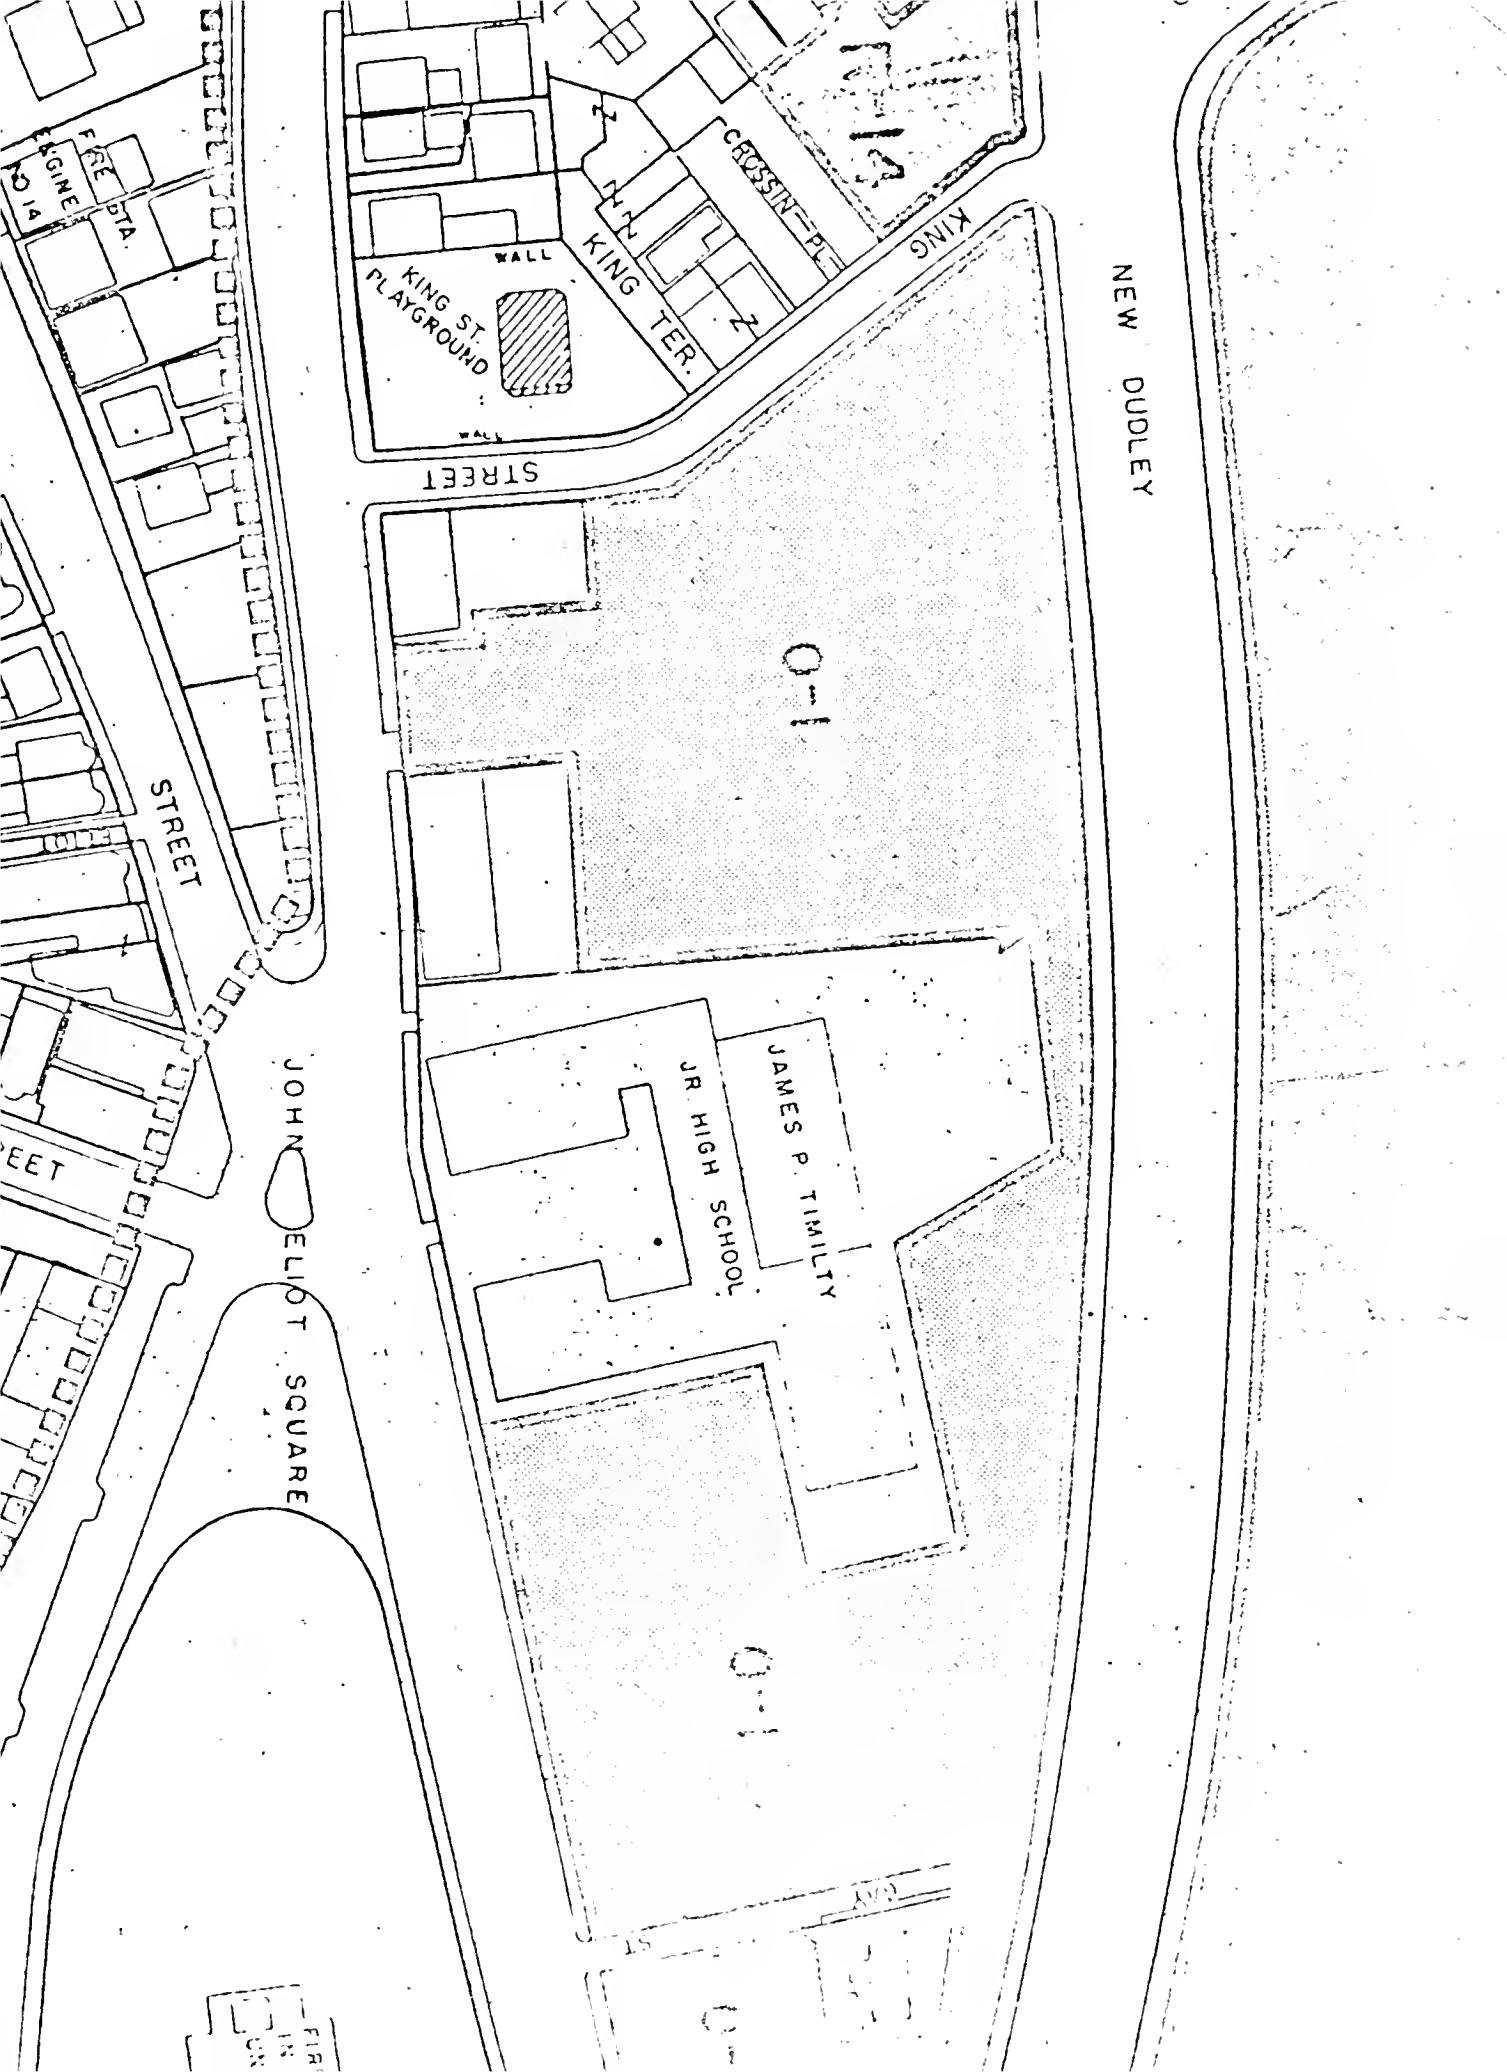 FIRE STA.
ENGINE
NO 14
CROSSIN PL
KING
WALL
KING TER.
KING ST.
PLAYGROUND
WALL
STREET
NEW DUDLEY
O-1
STREET
JAMES P. TIMILTY
JR. HIGH SCHOOL
JOHN ELIOT SQUARE
EET
O-1
GAY
ST